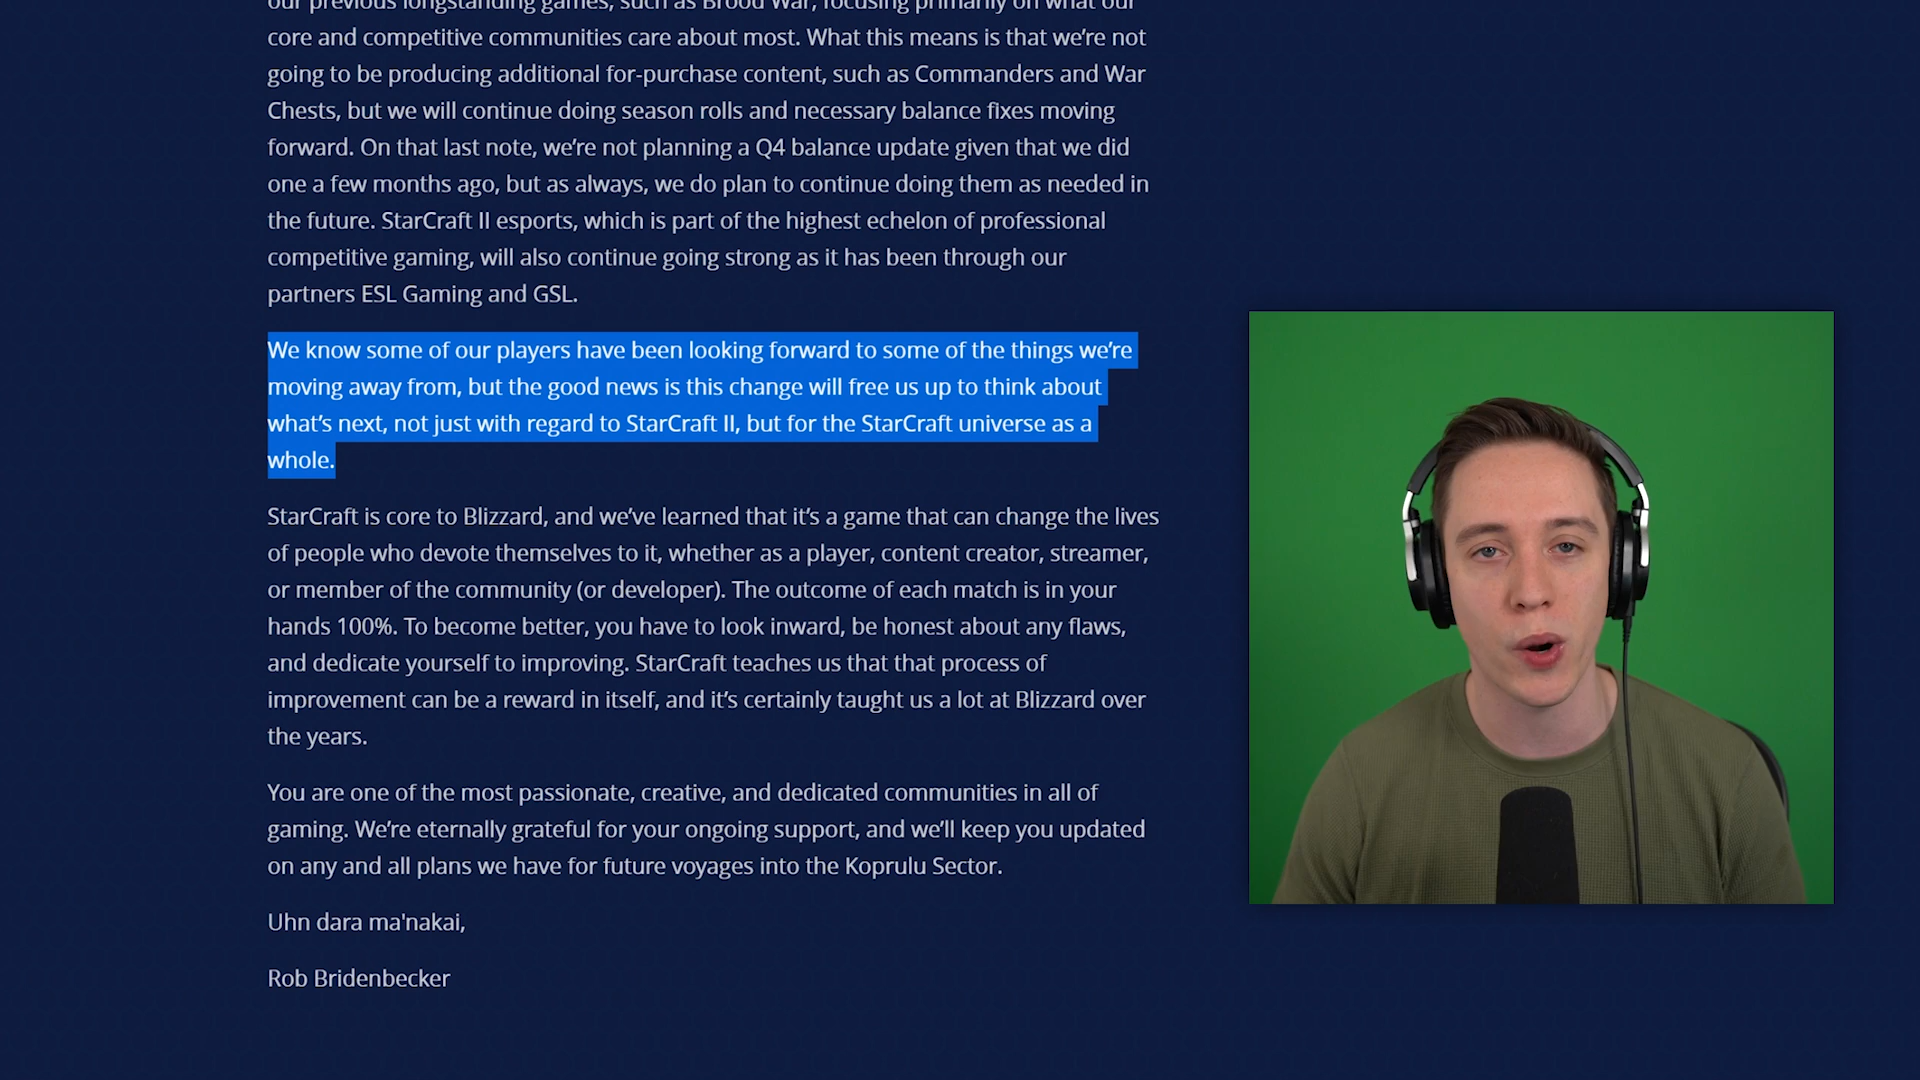 our previous longstanding games, such as Brood War, focusing primarily on what our
core and competitive communities care about most. What this means is that we’re not
going to be producing additional for-purchase content, such as Commanders and War
Chests, but we will continue doing season rolls and necessary balance fixes moving
forward. On that last note, we’re not planning a Q4 balance update given that we did
one a few months ago, but as always, we do plan to continue doing them as needed in
the future. StarCraft II esports, which is part of the highest echelon of professional
competitive gaming, will also continue going strong as it has been through our
partners ESL Gaming and GSL.
We know some of our players have been looking forward to some of the things we’re
moving away from, but the good news is this change will free us up to think about
what’s next, not just with regard to StarCraft II, but for the StarCraft universe as a
whole.
StarCraft is core to Blizzard, and we’ve learned that it’s a game that can change the lives
of people who devote themselves to it, whether as a player, content creator, streamer,
or member of the community (or developer). The outcome of each match is in your
hands 100%. To become better, you have to look inward, be honest about any flaws,
and dedicate yourself to improving. StarCraft teaches us that that process of
improvement can be a reward in itself, and it’s certainly taught us a lot at Blizzard over
the years.
You are one of the most passionate, creative, and dedicated communities in all of
gaming. We’re eternally grateful for your ongoing support, and we’ll keep you updated
on any and all plans we have for future voyages into the Koprulu Sector.
Uhn dara ma'nakai,
Rob Bridenbecker